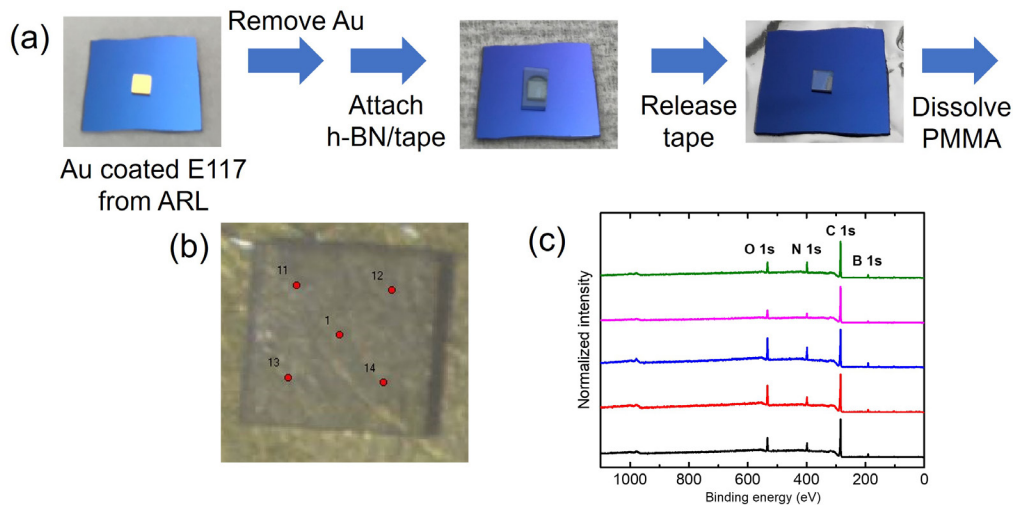 (a)
Remove Au
Attach
h-BN/tape
Release
tape
Dissolve
PMMA
Au coated E117
from ARL
(b)
11
12
1
13
14
(c)
O 1s
N 1s
C 1s
B 1s
Normalized intensity
1000
800
600
400
200
0
Binding energy (eV)